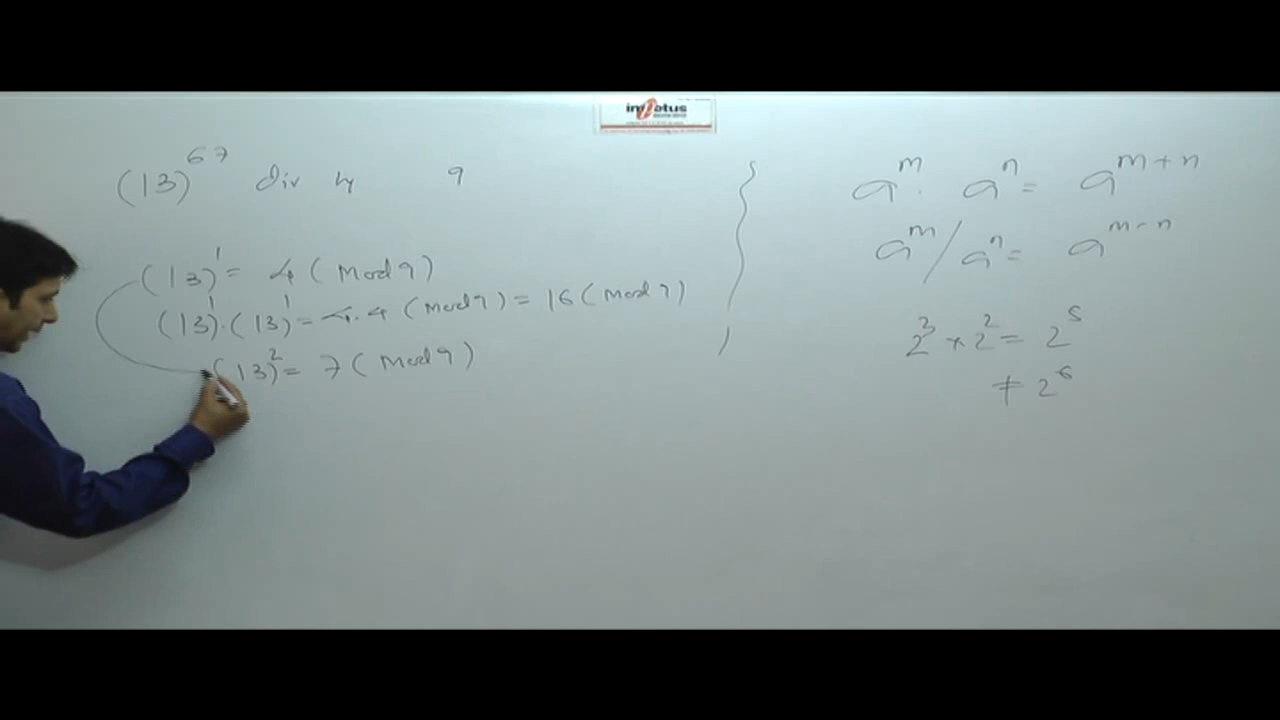 (13)^67 div by 9
(13)^1 = 4 (mod 9)
(13)^1 . (13)^1 = 4.4 (mod 9) = 16 (mod 9)
(13)^2 = 7 (mod 9)
a^m . a^n = a^m+n
a^m / a^n = a^m-n
2^3 × 2^2 = 2^5
≠ 2^6